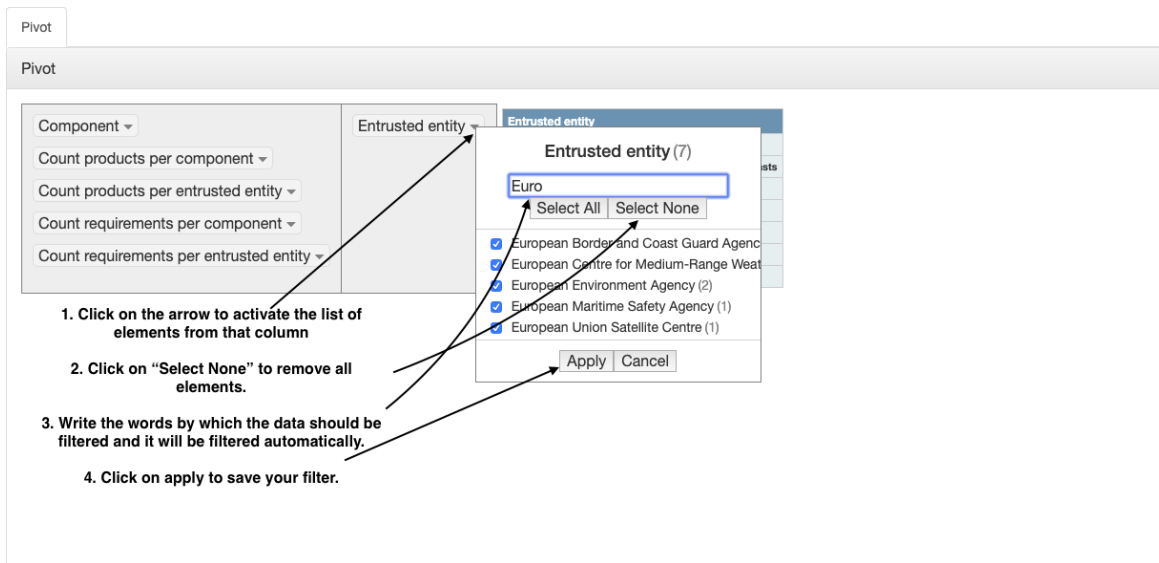 Pivot
Pivot
Component
Count products per component
Count products per entrusted entity
Count requirements per component
Count requirements per entrusted entity
Entrusted entity
Entrusted entity
Entrusted entity (7)
Euro
Select All Select None
European Border and Coast Guard Agenc
European Centre for Medium-Range Weat
European Environment Agency (2)
European Maritime Safety Agency (1)
European Union Satellite Centre (1)
Apply Cancel
sts
1. Click on the arrow to activate the list of
elements from that column
2. Click on “Select None” to remove all
elements.
3. Write the words by which the data should be
filtered and it will be filtered automatically.
4. Click on apply to save your filter.